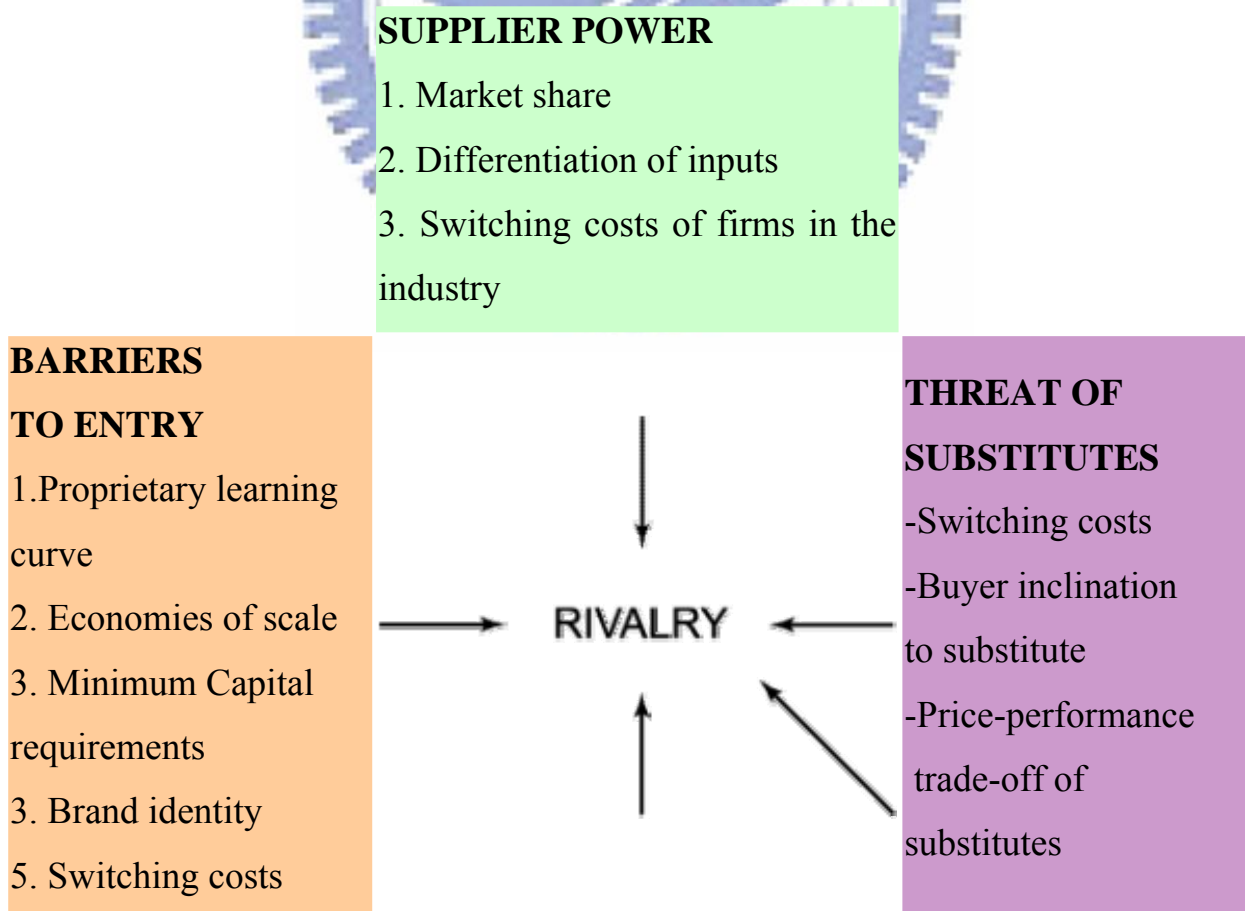 SUPPLIER POWER
1. Market share
2. Differentiation of inputs
3. Switching costs of firms in the
industry
BARRIERS
TO ENTRY
1.Proprietary learning
curve
2. Economies of scale
3. Minimum Capital
requirements
3. Brand identity
5. Switching costs
RIVALRY
THREAT OF
SUBSTITUTES
-Switching costs
-Buyer inclination
to substitute
-Price-performance
trade-off of
substitutes